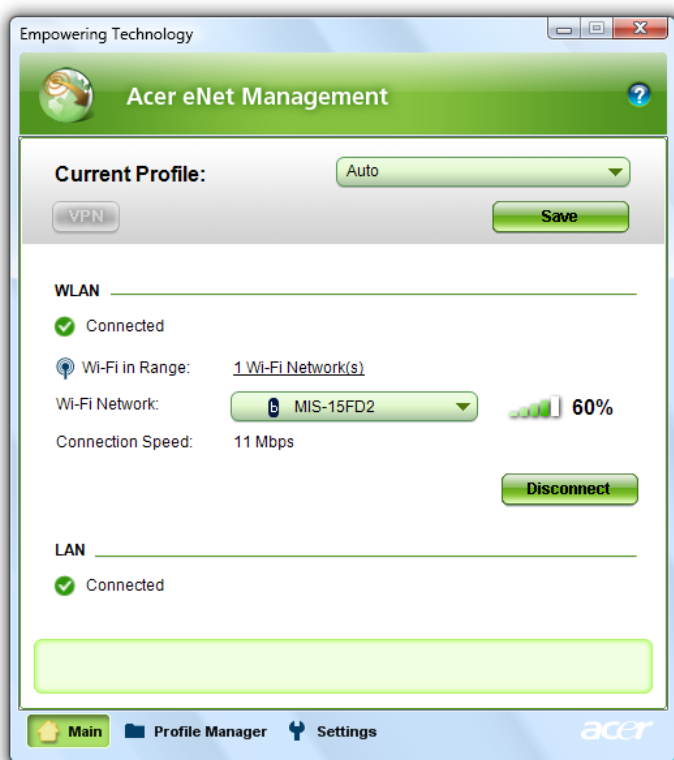 Empowering Technology
Acer eNet Management
?
Current Profile:
Auto
VPN
Save
WLAN
Connected
Wi-Fi in Range:
1 Wi-Fi Network(s)
Wi-Fi Network:
b MIS-15FD2
60%
Connection Speed:
11 Mbps
Disconnect
LAN
Connected
Main
Profile Manager
Settings
acer